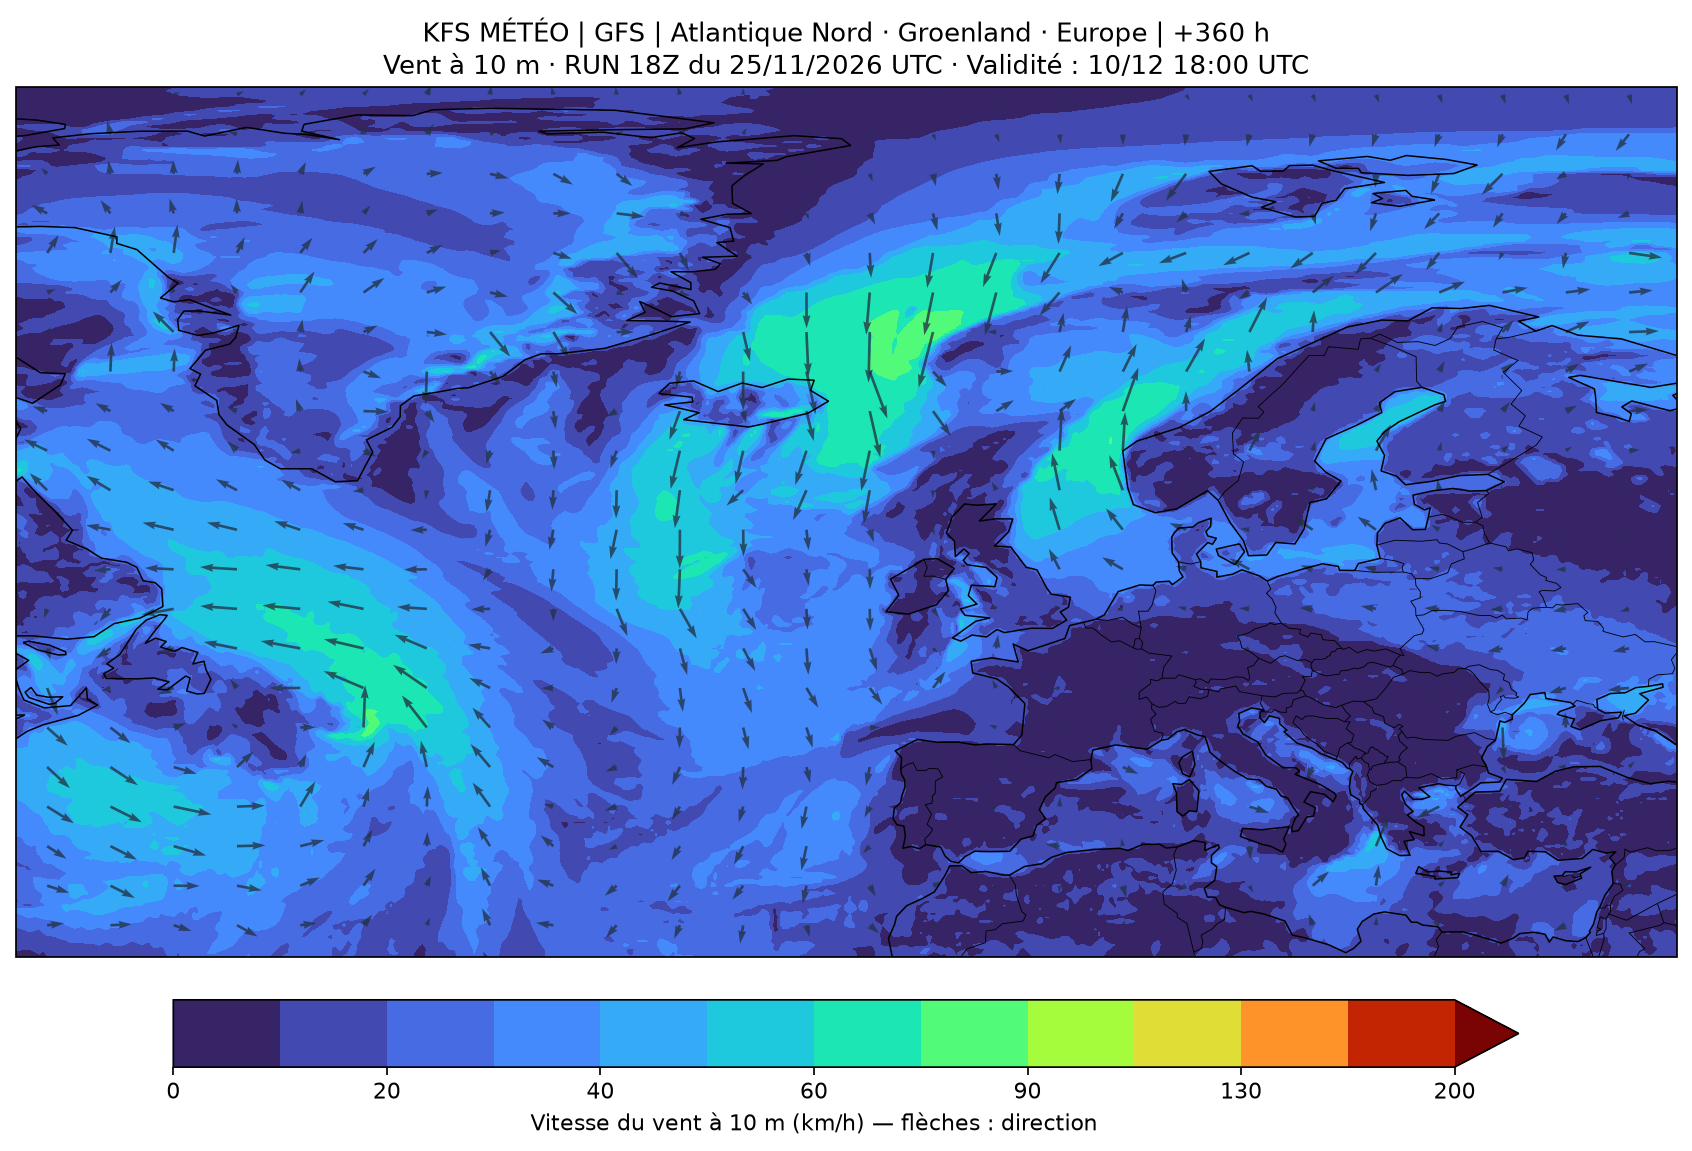 KFS MÉTÉO | GFS | Atlantique Nord · Groenland · Europe | +360 h
Vent à 10 m · RUN 18Z du 25/11/2026 UTC · Validité : 10/12 18:00 UTC
0 20 40 60 90 130 200
Vitesse du vent à 10 m (km/h) — flèches : direction